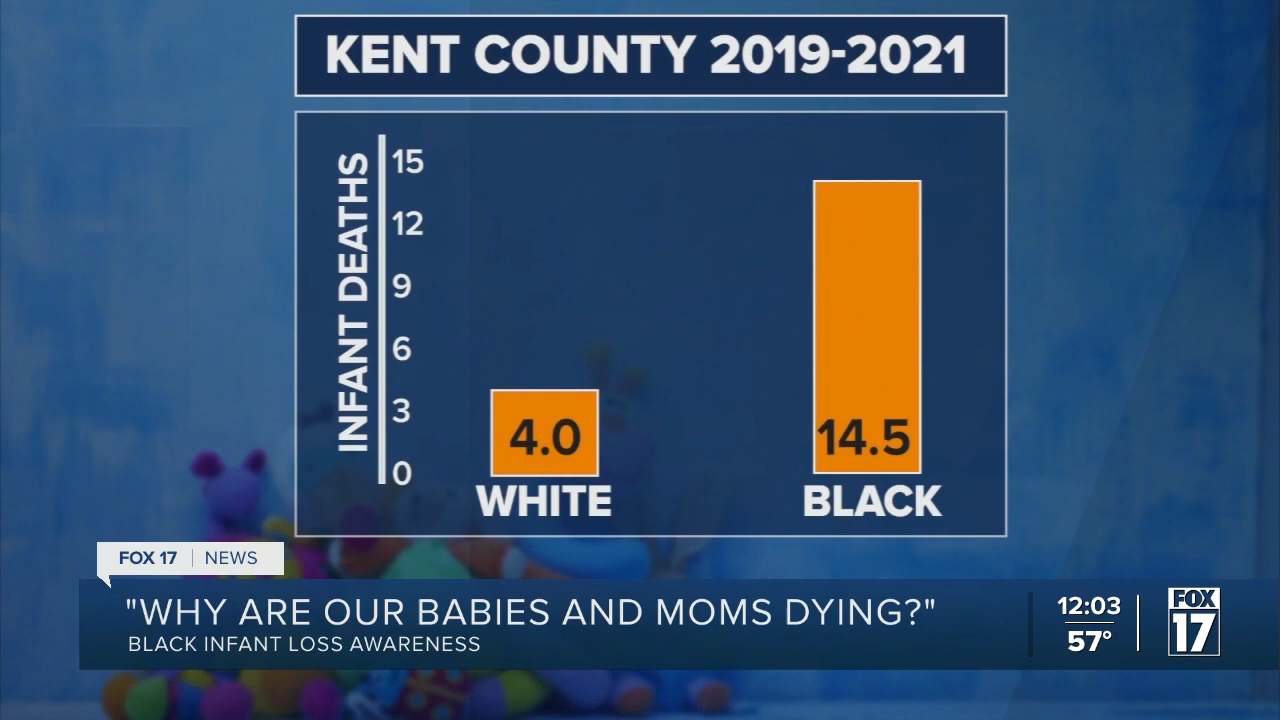 KENT COUNTY 2019-2021
INFANT DEATHS
15
12
9
6
3
0
4.0
14.5
WHITE
BLACK
FOX 17 | NEWS
"WHY ARE OUR BABIES AND MOMS DYING?"
BLACK INFANT LOSS AWARENESS
12:03
57°
FOX
17